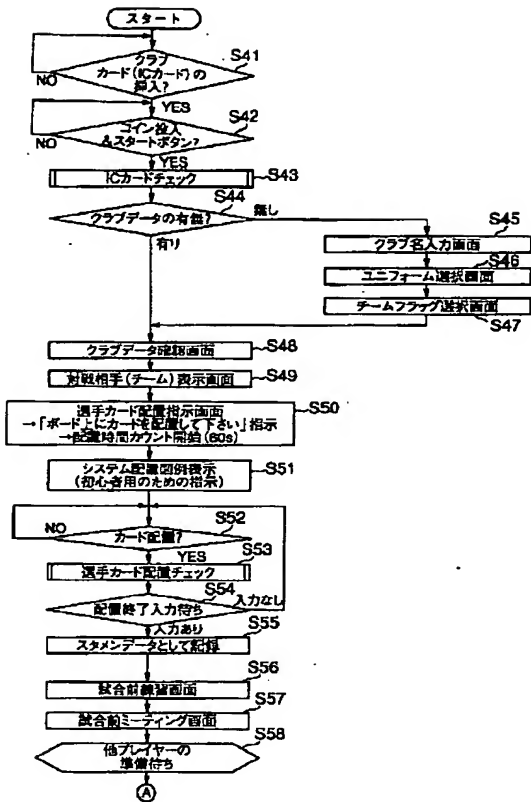 スタート
クラブ
カード(ICカード)の
挿入?
S41
NO
YES
コイン投入
&スタートボタン?
S42
NO
YES
ICカードチェック
S43
S44
クラブデータの有無?
無し
有り
S45
クラブ名入力画面
S46
ユニフォーム選択画面
チームフラッグ選択画面
S47
クラブデータ確認画面
S48
対戦相手(チーム)表示画面
S49
選手カード配置指示画面
→「ボード上にカードを配置して下さい」指示
→配置時間カウント開始(60s)
S50
システム配置図例表示
(初心者用のための指示)
S51
NO
カード配置?
S52
YES
S53
選手カード配置チェック
S54
配置終了入力待ち
入力なし
入力あり
S55
スタメンデータとして記録
S56
試合前練習画面
S57
試合前ミーティング画面
S58
他プレイヤーの
準備待ち
A